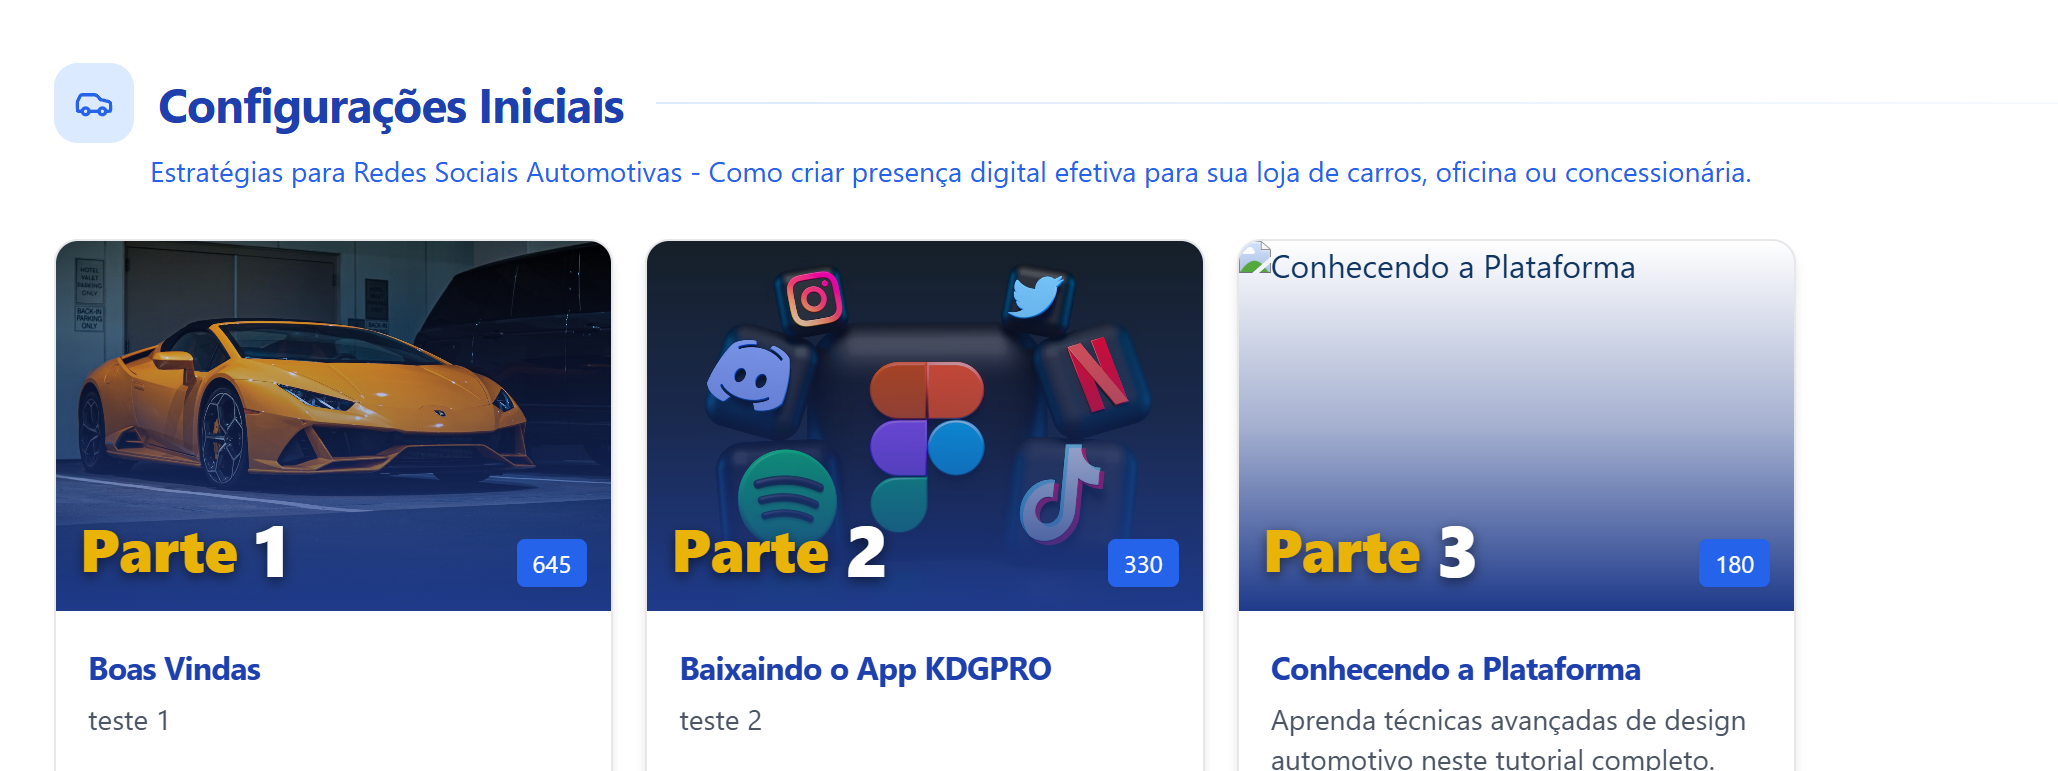 Configurações Iniciais
Estratégias para Redes Sociais Automotivas - Como criar presença digital efetiva para sua loja de carros, oficina ou concessionária.
HOTEL
VALET
PARKING
ONLY
BACK-IN
PARKING
ONLY
BACK-IN
Parte 1
645
Parte 2
330
Conhecendo a Plataforma
Parte 3
180
Boas Vindas
teste 1
Baixaindo o App KDGPRO
teste 2
Conhecendo a Plataforma
Aprenda técnicas avançadas de design
automotivo neste tutorial completo.